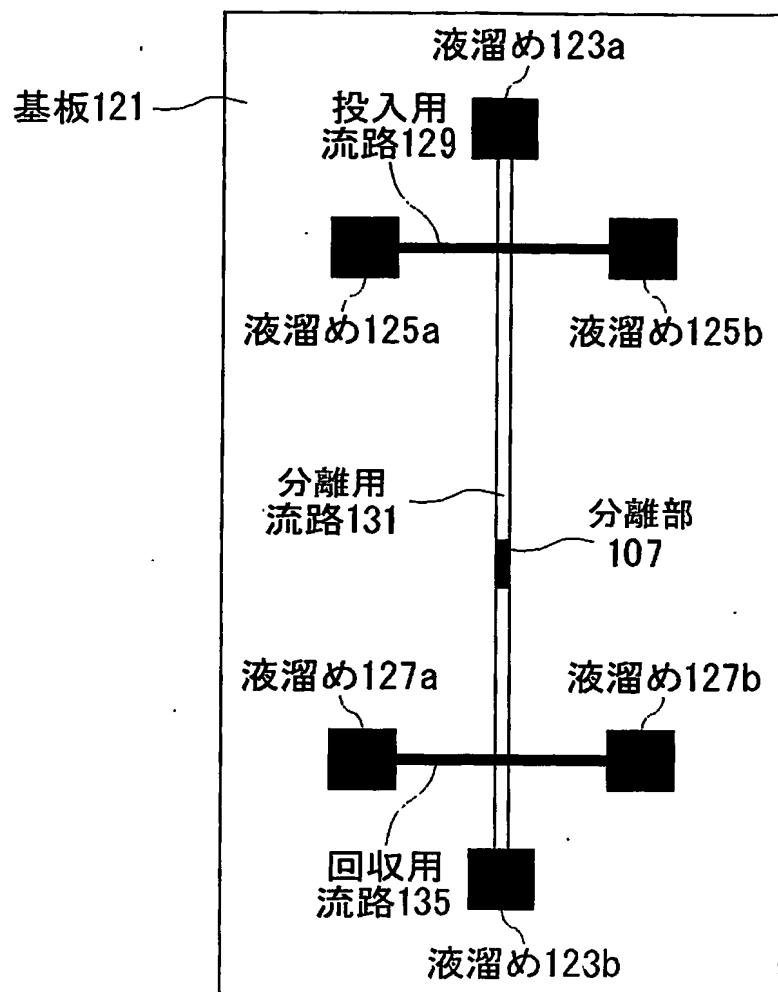 液溜め123a
基板121
投入用
流路129
液溜め125a
液溜め125b
分離用
流路131
分離部
107
液溜め127a
液溜め127b
回収用
流路135
液溜め123b